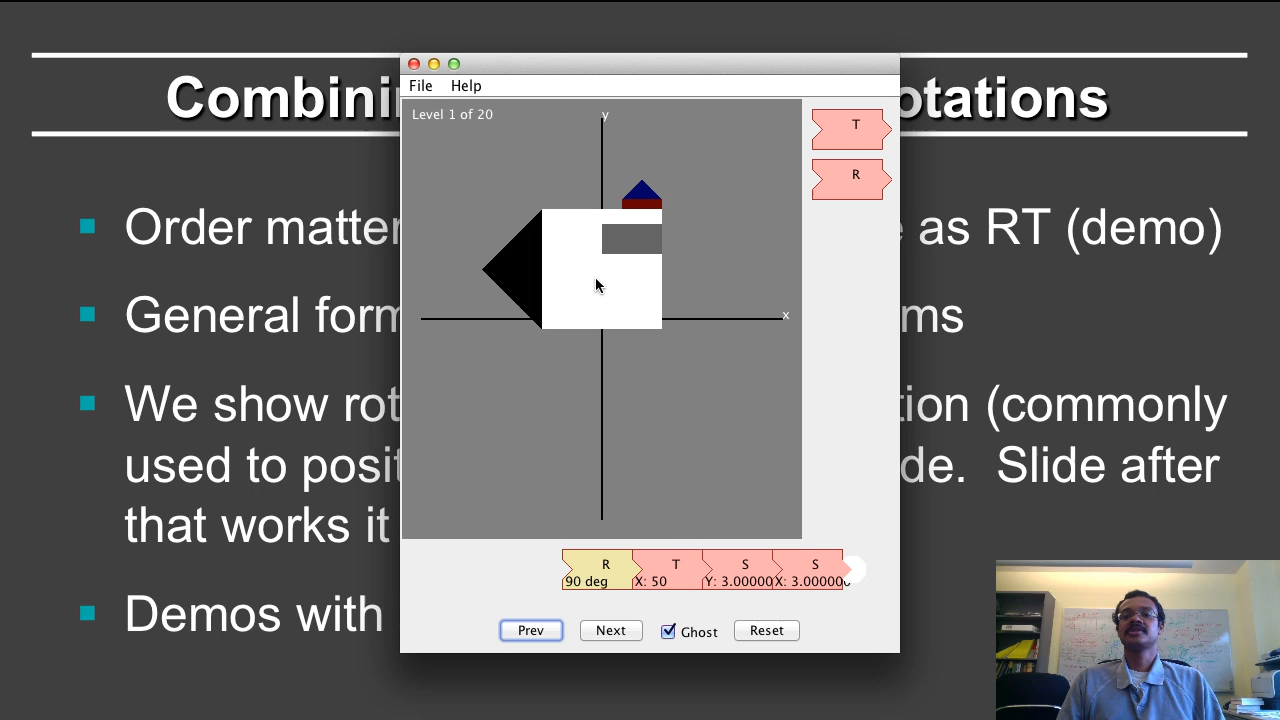 Combini
otations
File Help
Level 1 of 20
y
x
T
R
Order matter
e as RT (demo)
General form
ms
We show rot
tion (commonly
used to posit
de. Slide after
that works it
Demos with
R T S S
90 deg X: 50 Y: 3.00000 X: 3.000000
Prev Next Ghost Reset